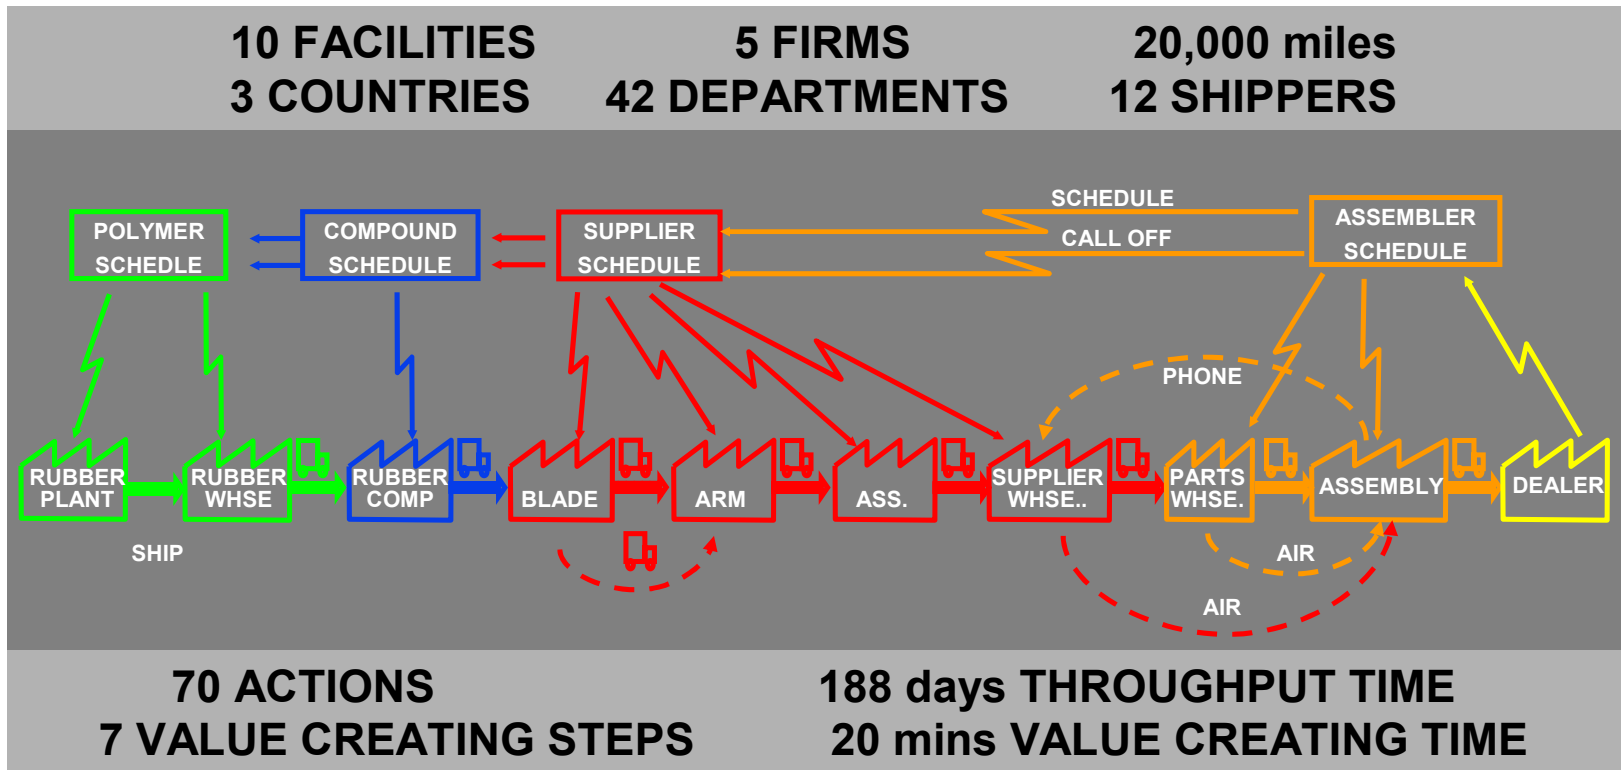 10 FACILITIES 5 FIRMS 20,000 miles
3 COUNTRIES 42 DEPARTMENTS 12 SHIPPERS
SCHEDULE
POLYMER
SCHEDLE
COMPOUND
SCHEDULE
SUPPLIER
SCHEDULE
CALL OFF
ASSEMBLER
SCHEDULE
PHONE
RUBBER
PLANT
RUBBER
WHSE
RUBBER
COMP
BLADE
ARM
ASS.
SUPPLIER
WHSE..
PARTS
WHSE.
ASSEMBLY
DEALER
SHIP
AIR
AIR
70 ACTIONS 188 days THROUGHPUT TIME
7 VALUE CREATING STEPS 20 mins VALUE CREATING TIME